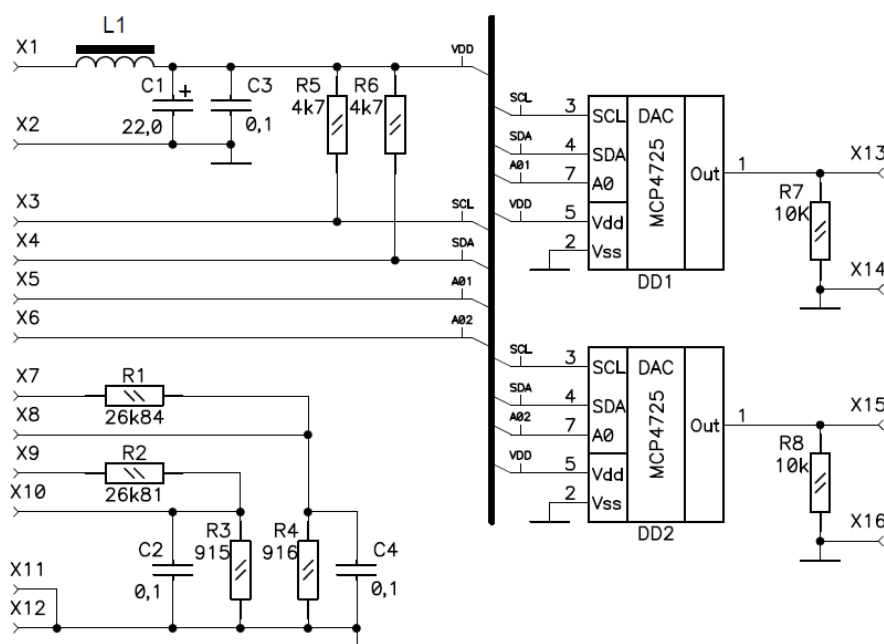 L1
X1
VDD
C1
+
22,0
C3
0,1
R5
4k7
R6
4k7
X2
X3
SCL
X4
SDA
X5
A01
X6
A02
SCL
3
SDA
4
A01
7
VDD
5
2
SCL
SDA
A0
Vdd
Vss
DAC
MCP4725
Out
DD1
1
X13
R7
10K
X14
SCL
3
SDA
4
A02
7
VDD
5
2
SCL
SDA
A0
Vdd
Vss
DAC
MCP4725
Out
DD2
1
X15
R8
10k
X16
X7
R1
26k84
X8
X9
R2
26k81
X10
C2
0,1
R3
915
R4
916
C4
0,1
X11
X12